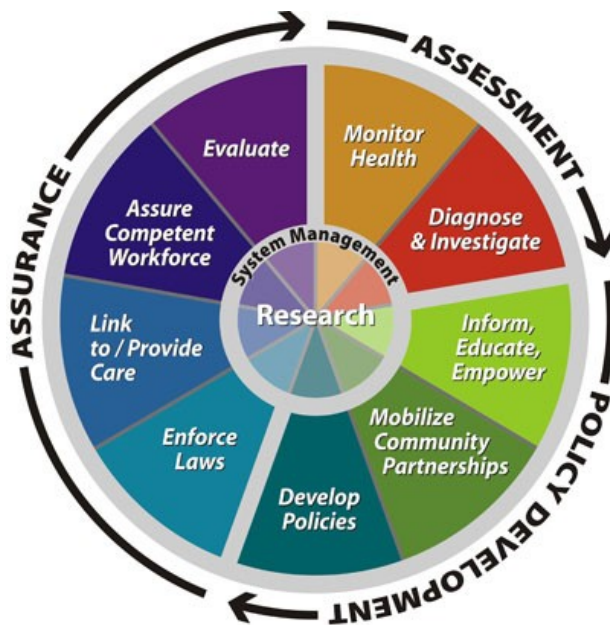 ASSESSMENT
Monitor
Health
Diagnose
& Investigate
POLICY DEVELOPMENT
Inform,
Educate,
Empower
Mobilize
Community
Partnerships
Develop
Policies
ASSURANCE
Enforce
Laws
Link
to / Provide
Care
Assure
Competent
Workforce
Evaluate
System Management
Research